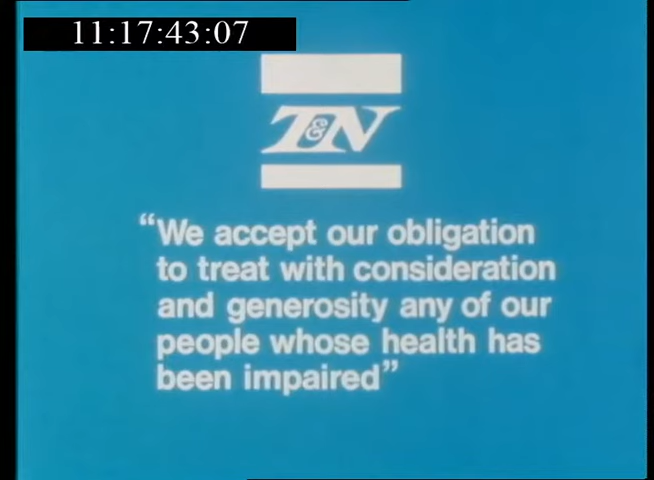 11:17:43:07
T&N
“We accept our obligation
to treat with consideration
and generosity any of our
people whose health has
been impaired”